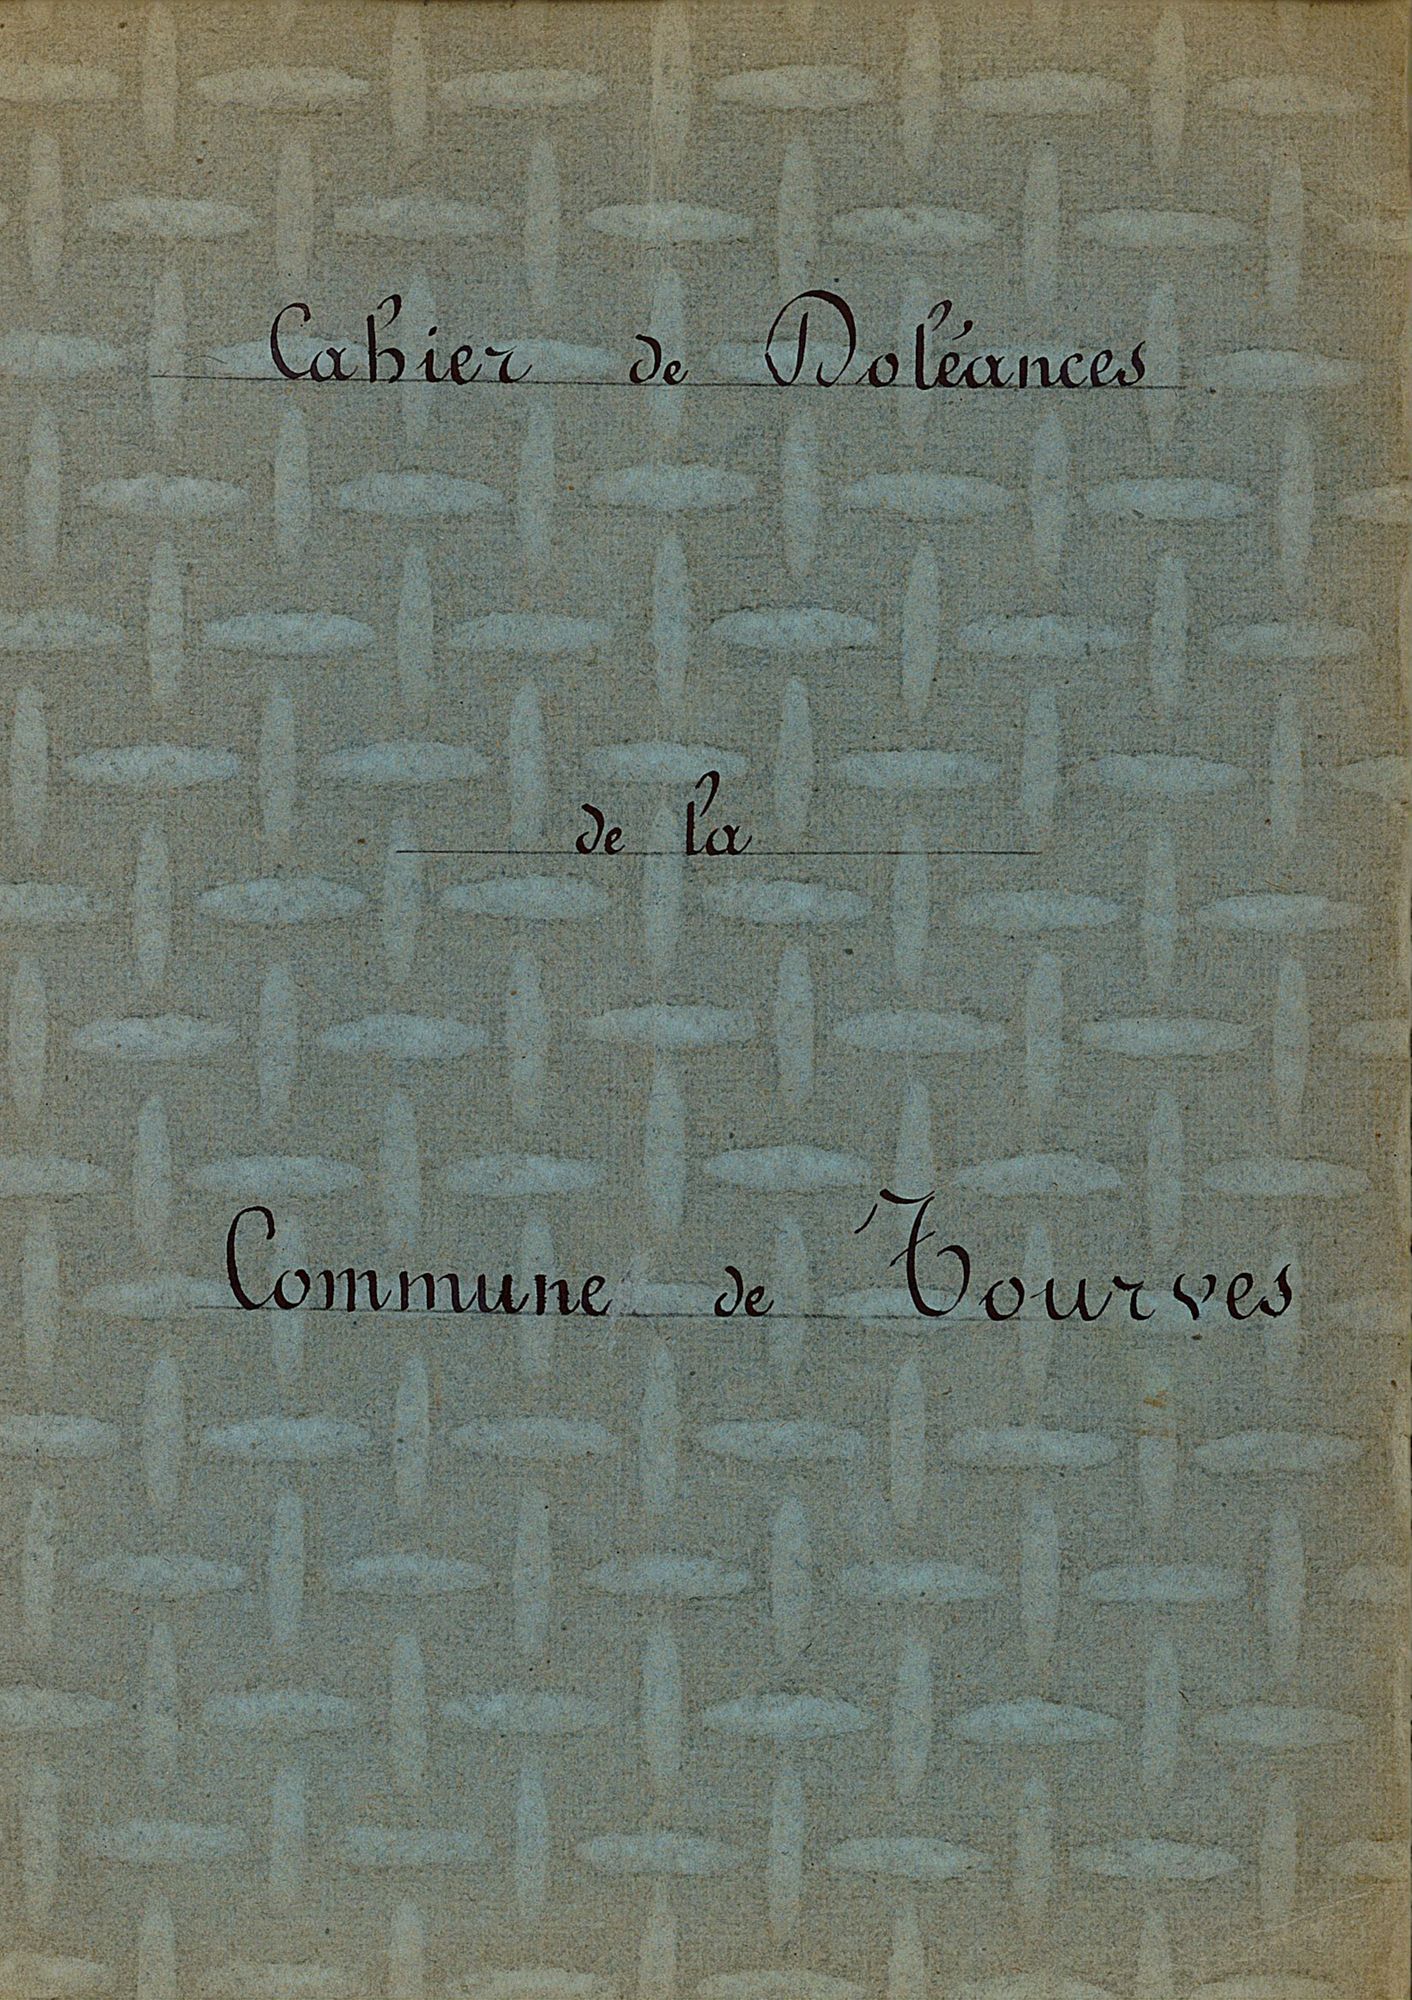 Cahier de Doléances
de la
Commune de Tourves